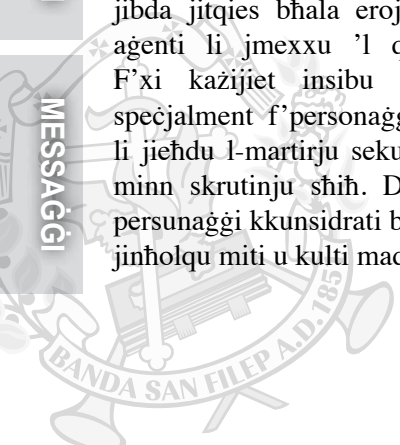 jibda jitqies bħala eroj
aġenti li jmexxu ’l q
F’xi każijiet insibu
speċjalment f’personaġġ
li jieħdu l-martirju seku
minn skrutinju sħiħ. D
persunaġġi kkunsidrati b
jinħolqu miti u kulti mad
MESSAĠĠI
BANDA SAN FILEP A.D. 185